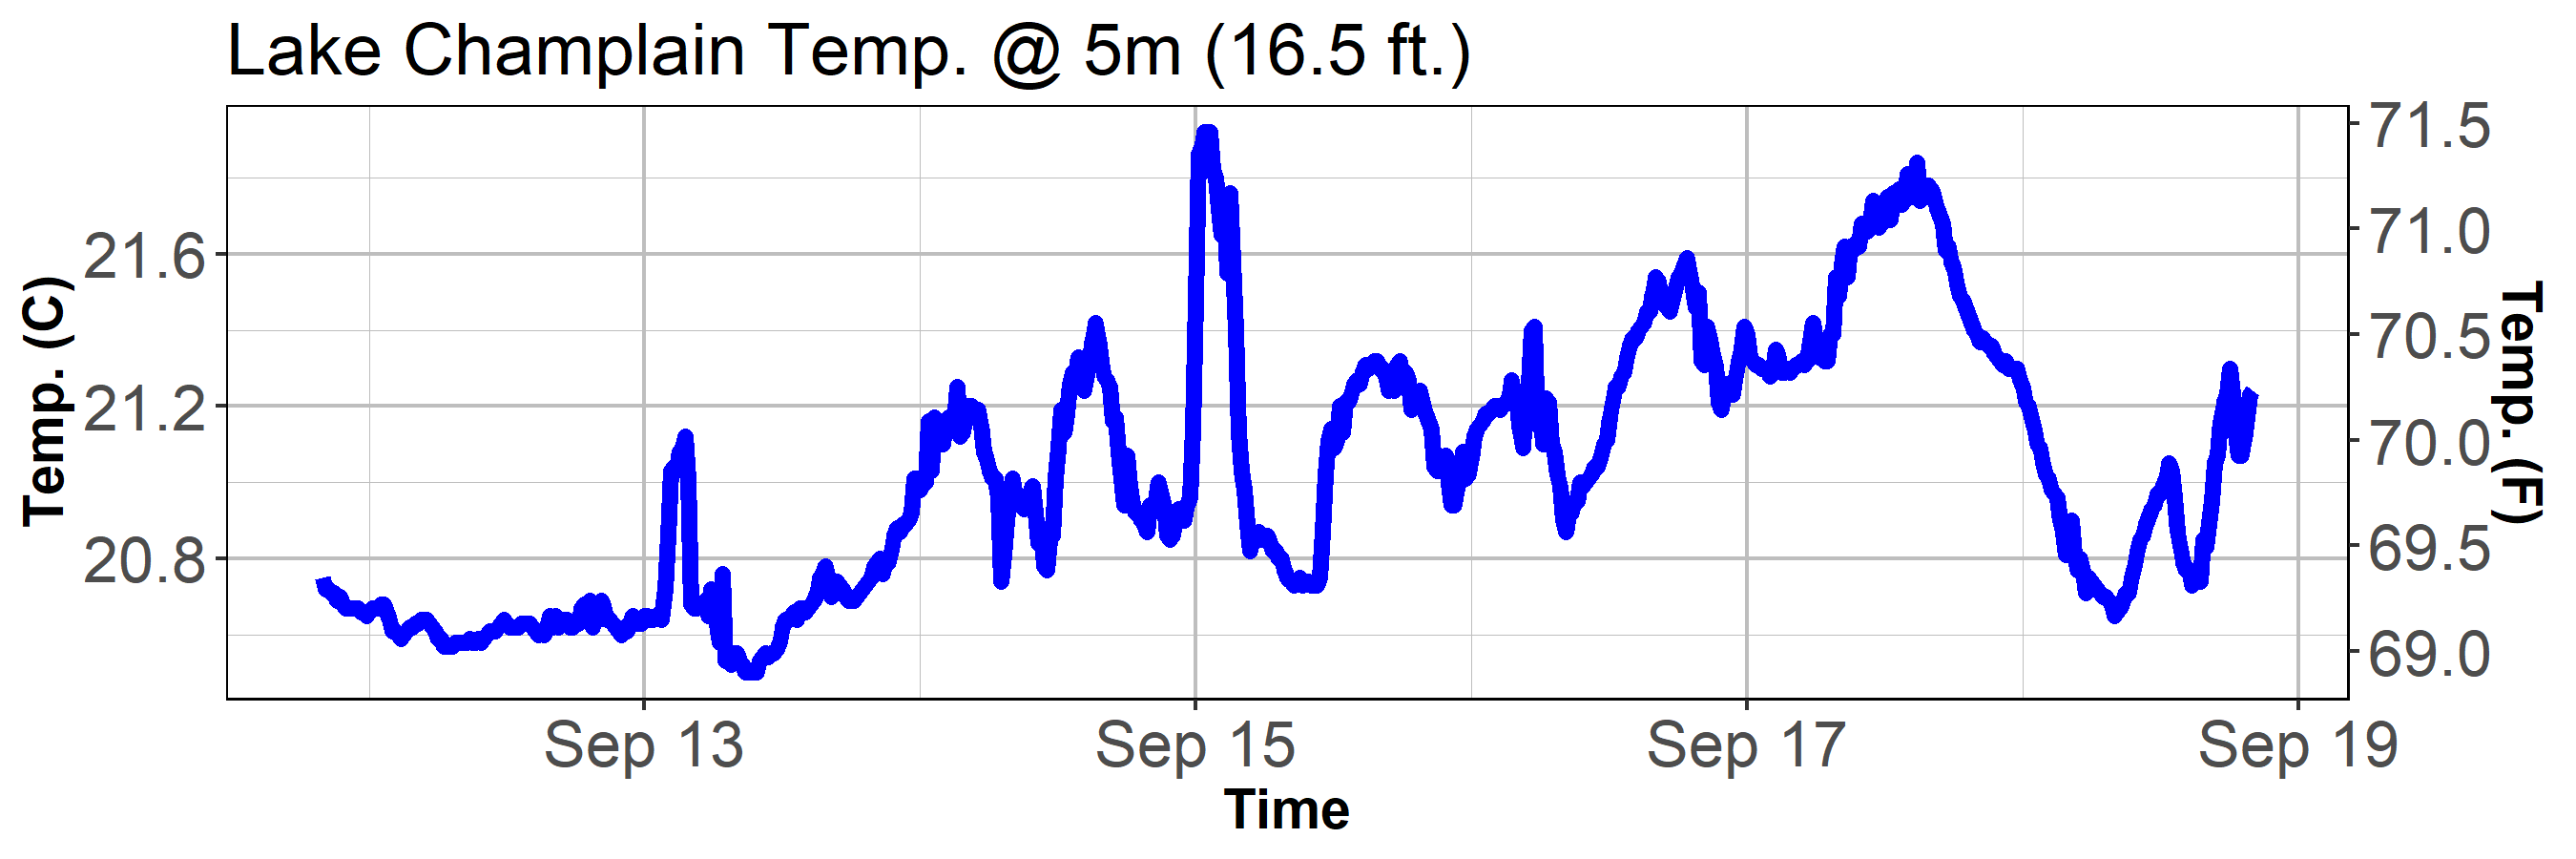 Lake Champlain Temp. @ 5m (16.5 ft.)
Temp. (C)
21.6
21.2
20.8
71.5
71.0
70.5
70.0
69.5
69.0
Temp. (F)
Sep 13 Sep 15 Sep 17 Sep 19
Time